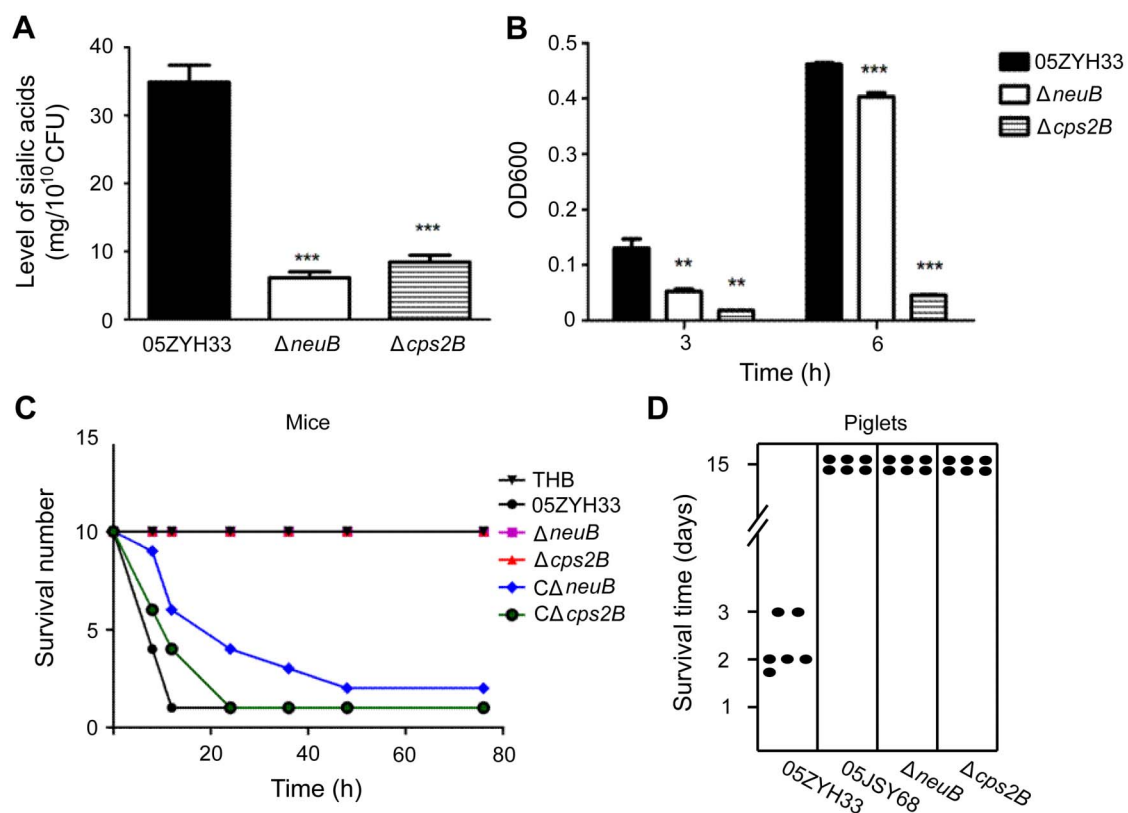 A
Level of sialic acids
(mg/10^10 CFU)
40
30
20
10
0
***
***
05ZYH33
ΔneuB
Δcps2B
B
OD600
0.5
0.4
0.3
0.2
0.1
0
**
**
***
***
3
6
Time (h)
05ZYH33
ΔneuB
Δcps2B
C
Mice
Survival number
15
10
5
0
20
40
60
80
Time (h)
THB
05ZYH33
ΔneuB
Δcps2B
CΔneuB
CΔcps2B
D
Piglets
Survival time (days)
15
3
2
1
05ZYH33
05JSY68
ΔneuB
Δcps2B